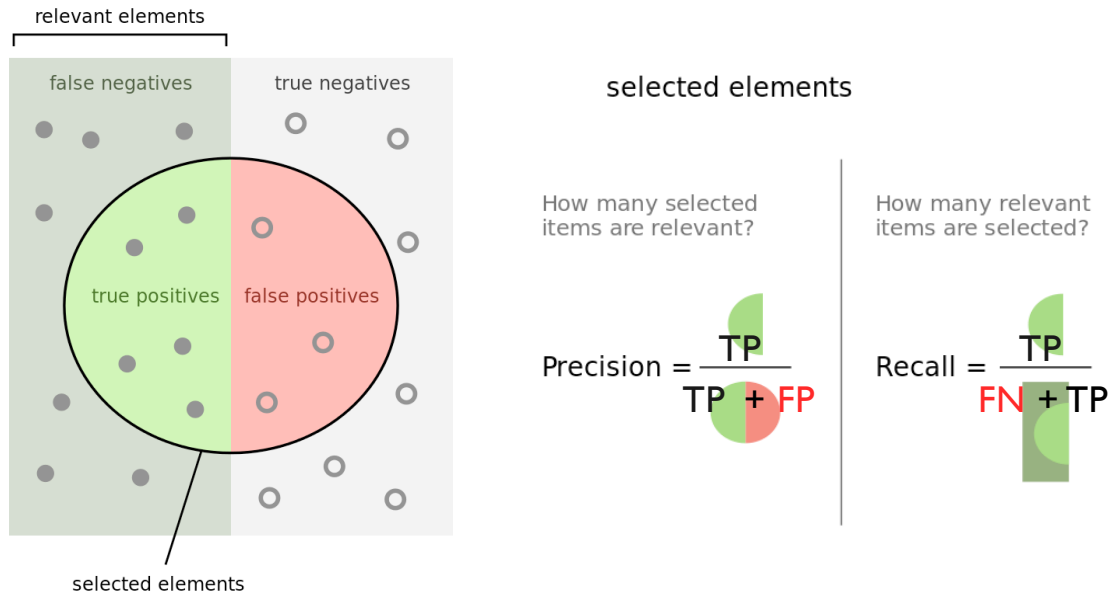 relevant elements
false negatives
true negatives
true positives
false positives
selected elements
selected elements
How many selected
items are relevant?
How many relevant
items are selected?
Precision =
TP
TP + FP
Recall =
TP
FN + TP